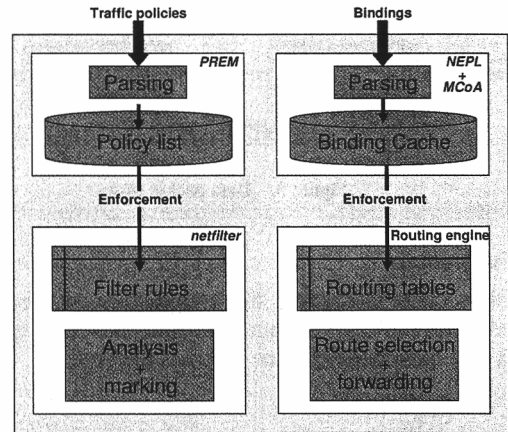 Traffic policies
Bindings
PREM
Parsing
Policy list
NEPL
+
MCoA
Parsing
Binding Cache
Enforcement
Enforcement
netfilter
Filter rules
Analysis
+
marking
Routing engine
Routing tables
Route selection
+
forwarding